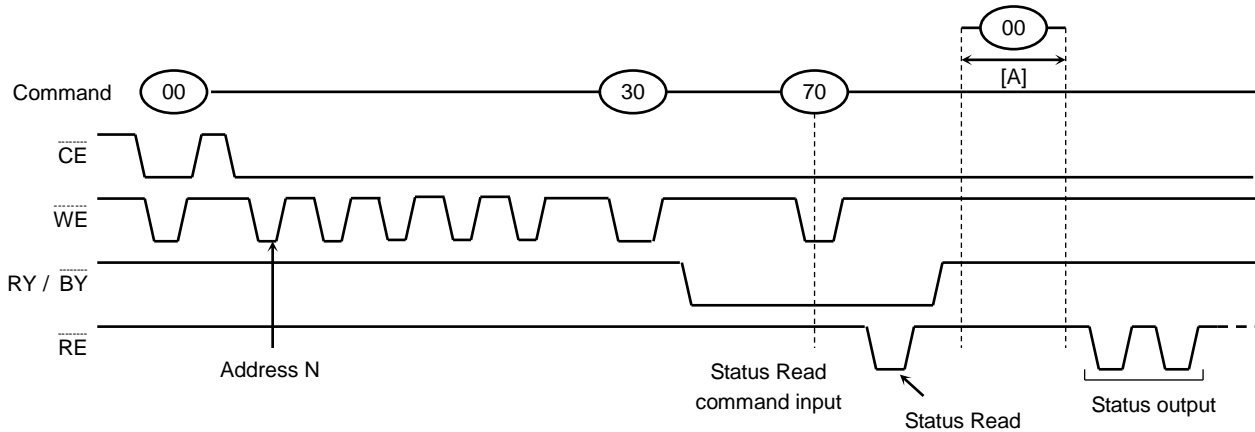 00
[A]
Command 00 30 70
CE
WE
RY / BY
RE
Address N
Status Read
command input
Status Read
Status output